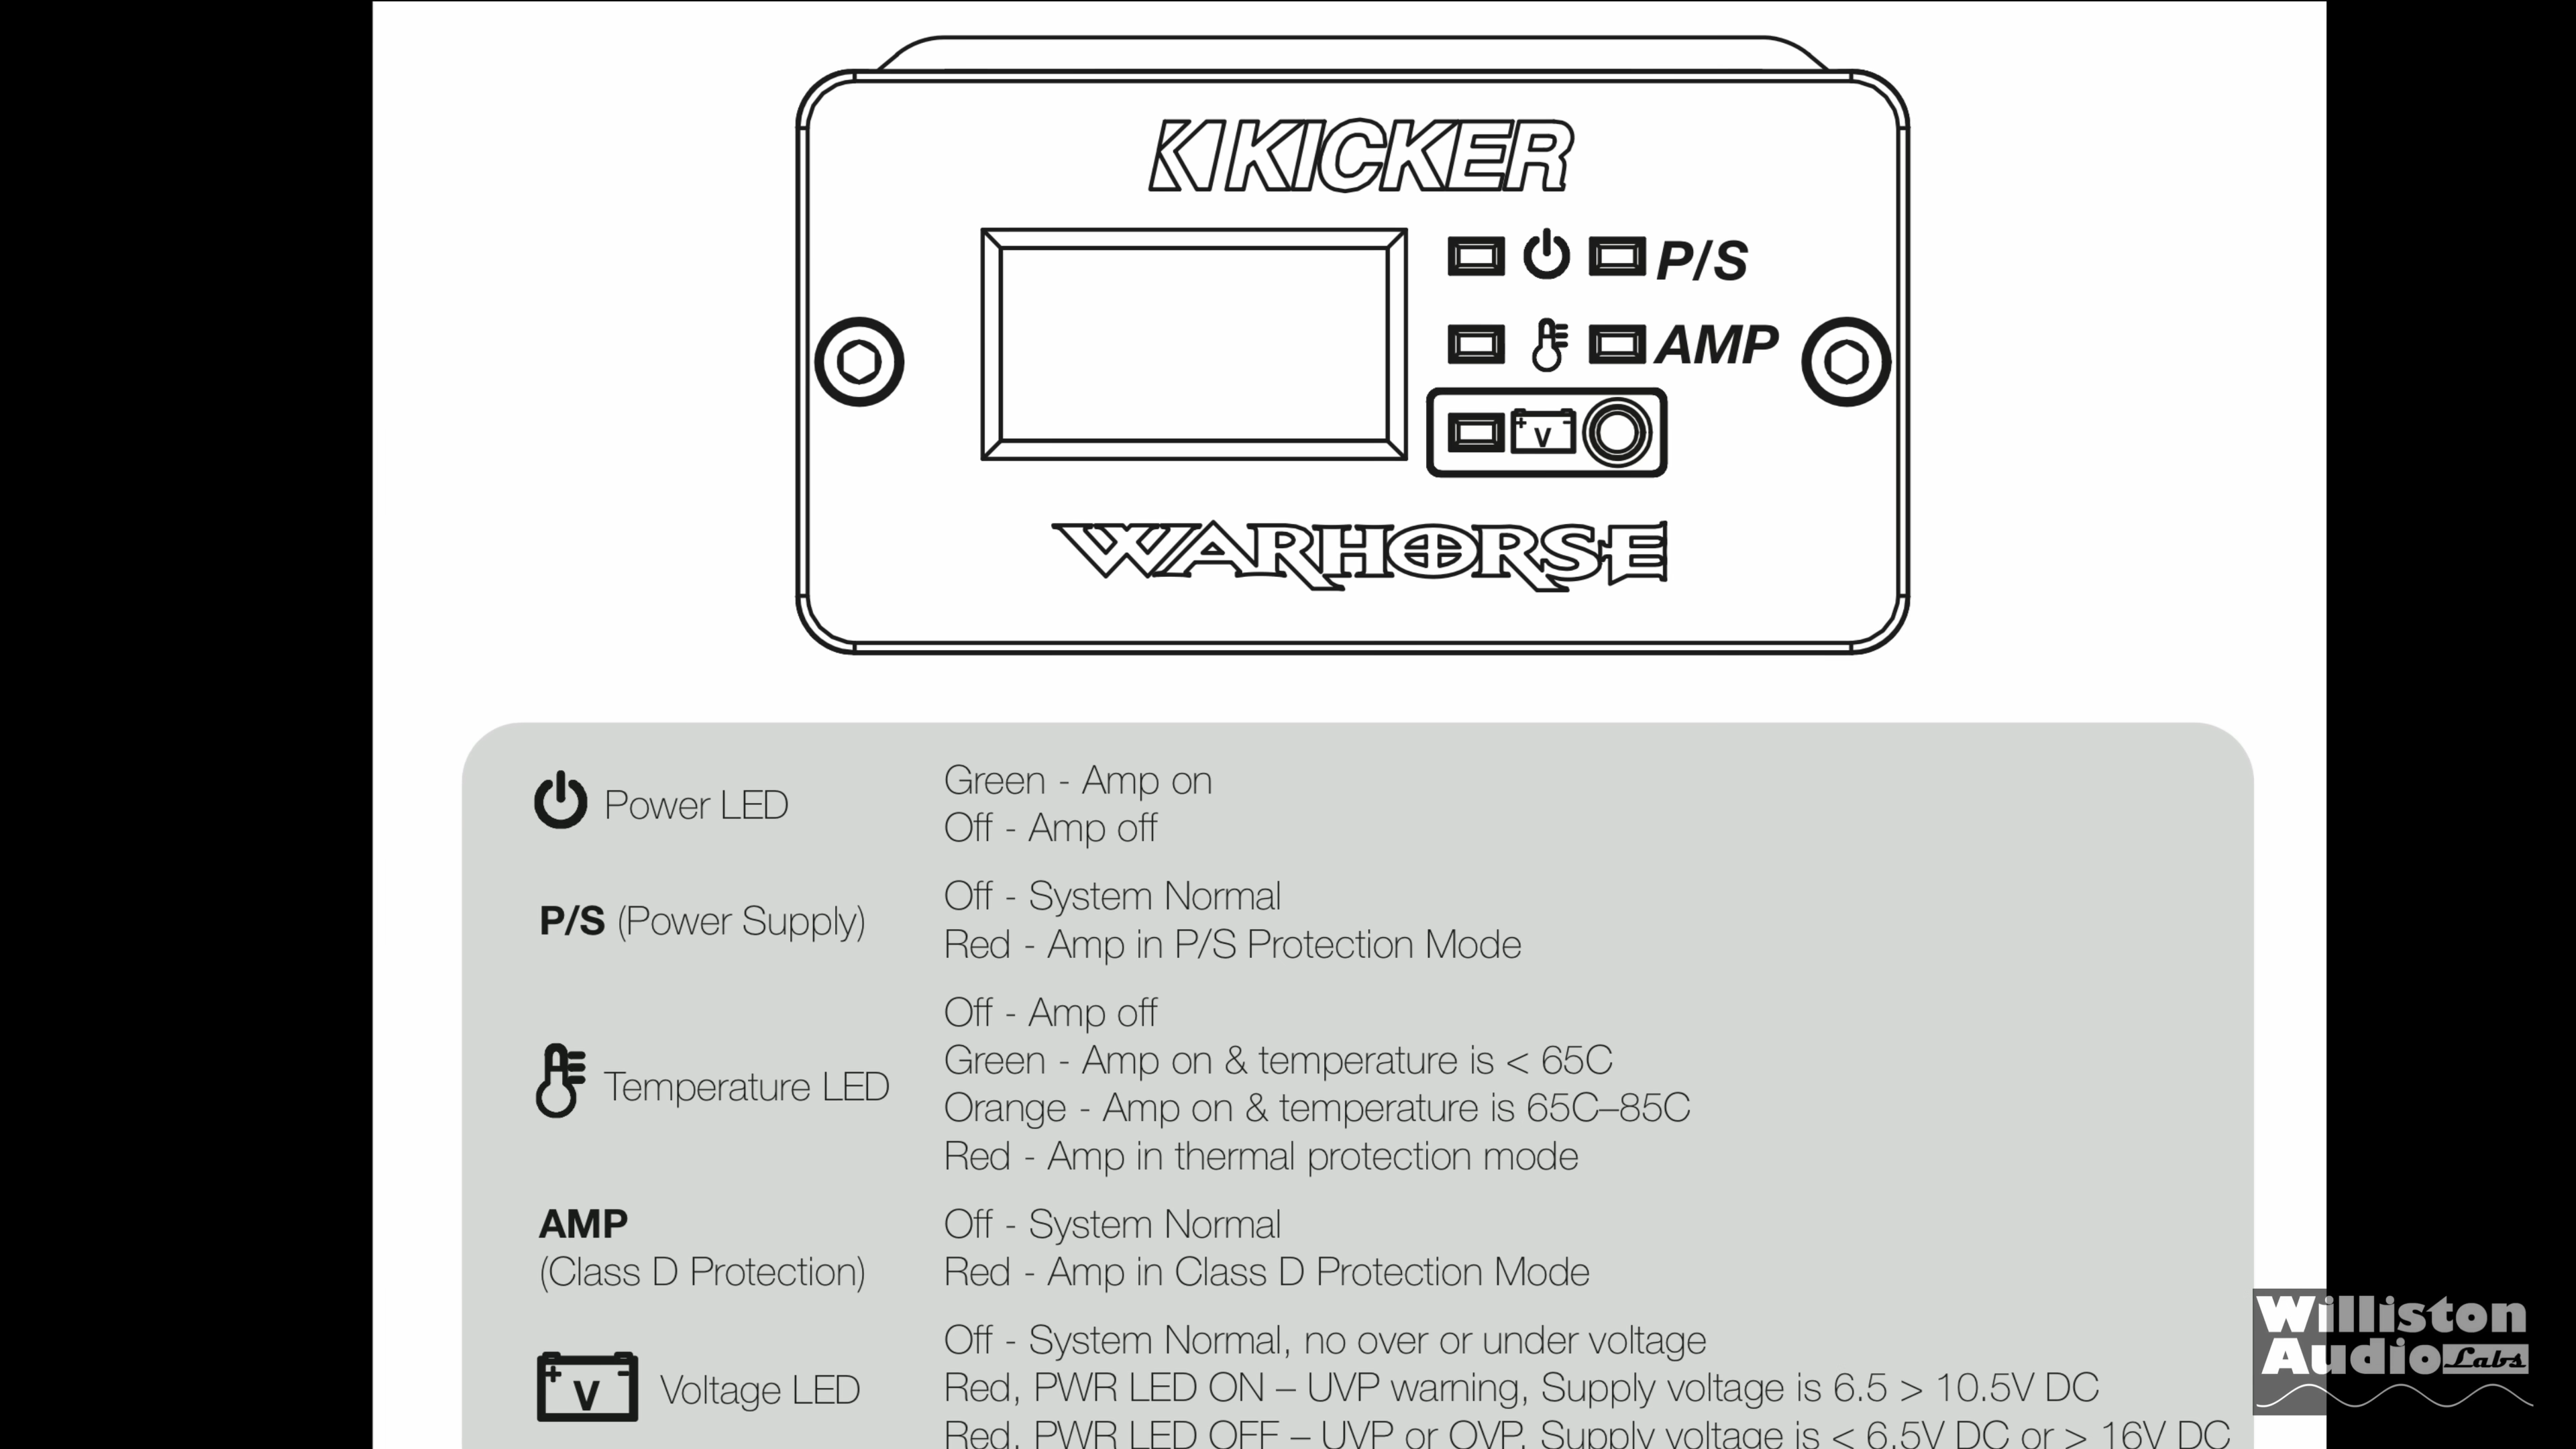 KICKER
P/S
AMP
+ V -
WARHORSE
Power LED
Green - Amp on
Off - Amp off
P/S (Power Supply)
Off - System Normal
Red - Amp in P/S Protection Mode
Temperature LED
Off - Amp off
Green - Amp on & temperature is < 65C
Orange - Amp on & temperature is 65C–85C
Red - Amp in thermal protection mode
AMP
(Class D Protection)
Off - System Normal
Red - Amp in Class D Protection Mode
+ V - Voltage LED
Off - System Normal, no over or under voltage
Red, PWR LED ON – UVP warning, Supply voltage is 6.5 > 10.5V DC
Red, PWR LED OFF – UVP or OVP, Supply voltage is < 6.5V DC or > 16V DC
Williston
Audio Labs